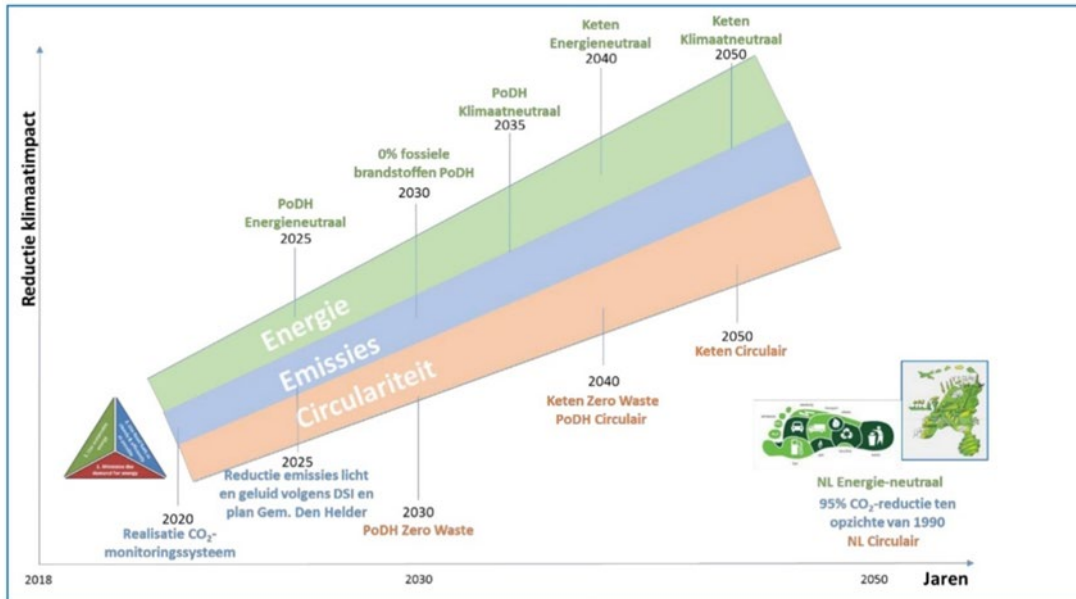 Keten
Energieneutraal
2040
Keten
Klimaatneutraal
2050
PoDH
Klimaatneutraal
2035
0% fossiele
brandstoffen PoDH
2030
PoDH
Energieneutraal
2025
Reductie klimaatimpact
Energie
Emissies
Circulariteit
2050
Keten Circulair
2040
Keten Zero Waste
PoDH Circulair
2025
Reductie emissies licht
en geluid volgens DSI en
plan Gem. Den Helder
2030
PoDH Zero Waste
2020
Realisatie CO₂-
monitoringssysteem
NL Energie-neutraal
95% CO₂-reductie ten
opzichte van 1990
NL Circulair
2018
2030
2050
Jaren